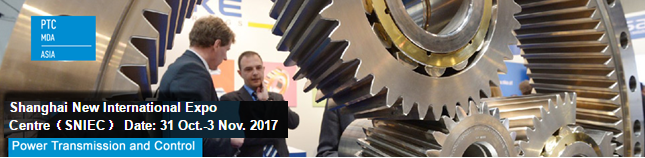 PTC
MDA
ASIA
Shanghai New International Expo
Centre（SNIEC） Date: 31 Oct.-3 Nov. 2017
Power Transmission and Control